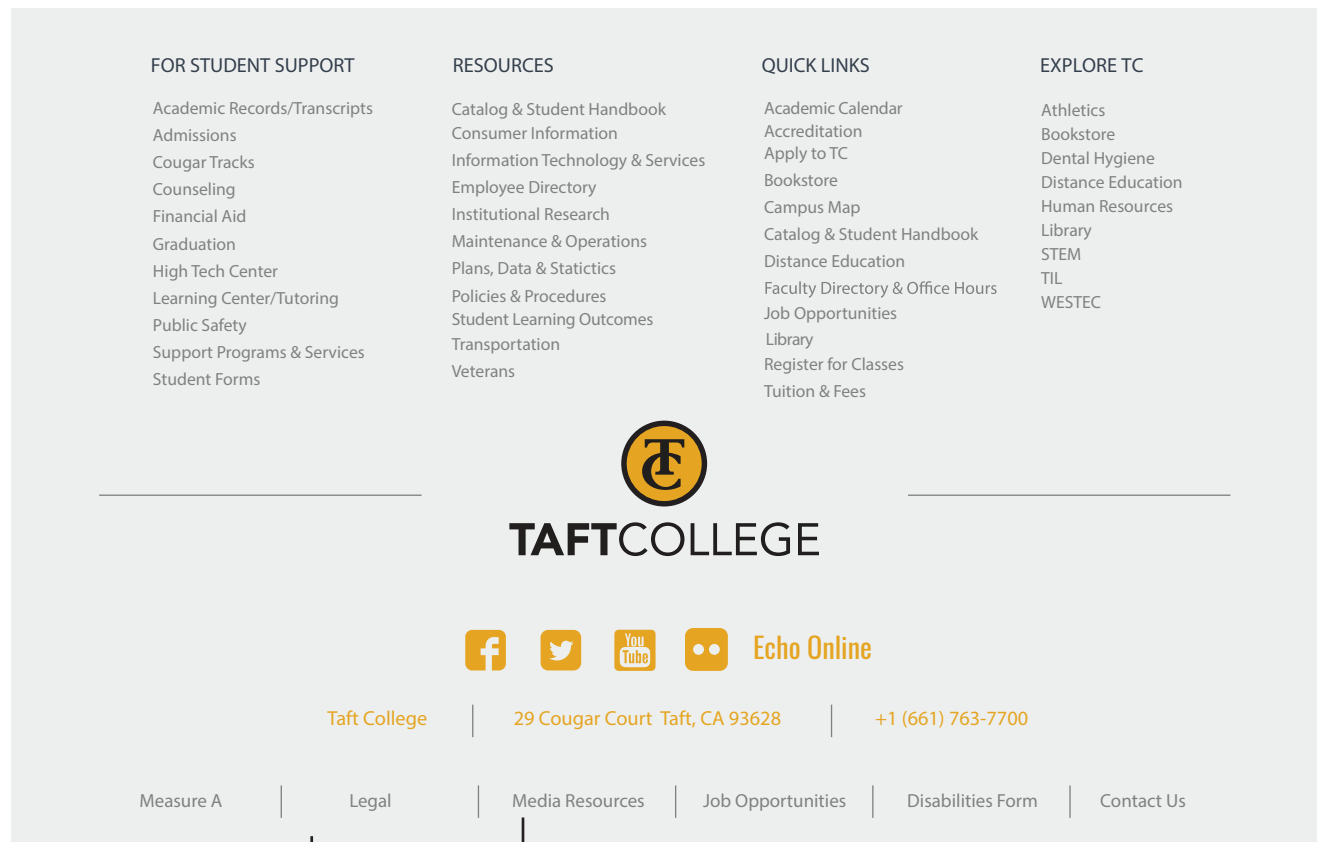 FOR STUDENT SUPPORT
Academic Records/Transcripts
Admissions
Cougar Tracks
Counseling
Financial Aid
Graduation
High Tech Center
Learning Center/Tutoring
Public Safety
Support Programs & Services
Student Forms
RESOURCES
Catalog & Student Handbook
Consumer Information
Information Technology & Services
Employee Directory
Institutional Research
Maintenance & Operations
Plans, Data & Statictics
Policies & Procedures
Student Learning Outcomes
Transportation
Veterans
QUICK LINKS
Academic Calendar
Accreditation
Apply to TC
Bookstore
Campus Map
Catalog & Student Handbook
Distance Education
Faculty Directory & Office Hours
Job Opportunities
Library
Register for Classes
Tuition & Fees
EXPLORE TC
Athletics
Bookstore
Dental Hygiene
Distance Education
Human Resources
Library
STEM
TIL
WESTEC
TC
TAFTCOLLEGE
You
Tube
Echo Online
Taft College
29 Cougar Court Taft, CA 93628
+1 (661) 763-7700
Measure A
Legal
Media Resources
Job Opportunities
Disabilities Form
Contact Us